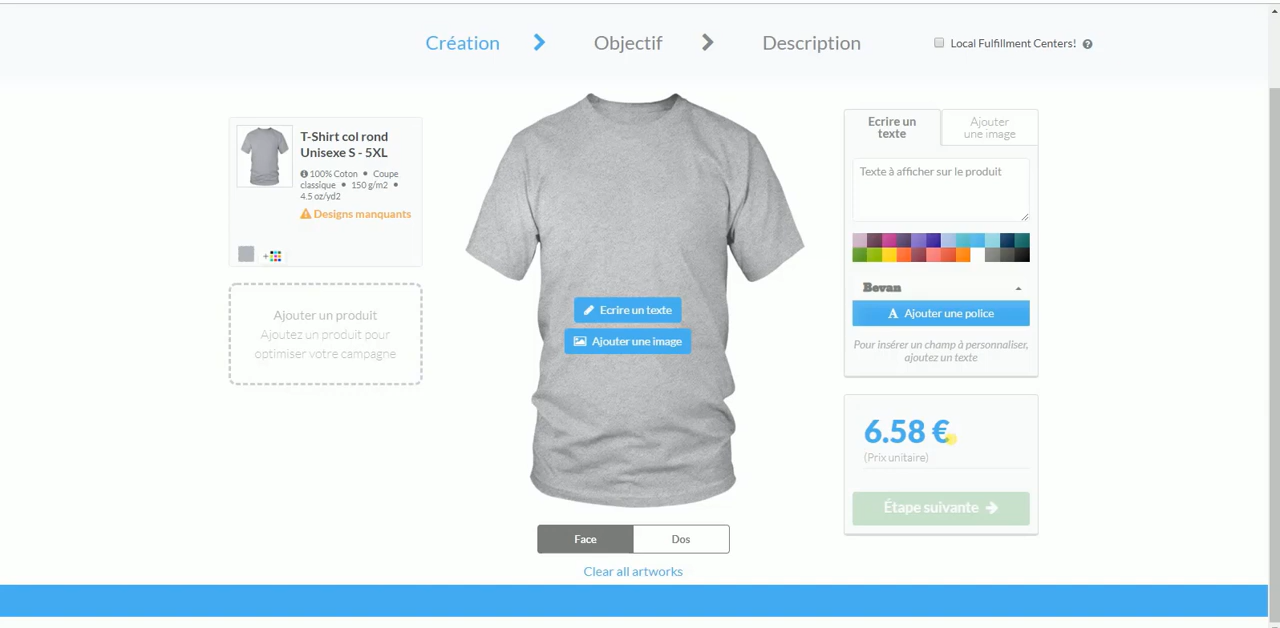 Création
Objectif
Description
Local Fulfillment Centers!
T-Shirt col rond
Unisexe S - 5XL
100% Coton • Coupe
classique • 150 g/m2 •
4.5 oz/yd2
Designs manquants
+
Ajouter un produit
Ajoutez un produit pour
optimiser votre campagne
Ecrire un texte
Ajouter une image
Face
Dos
Clear all artworks
Ecrire un
texte
Ajouter
une image
Texte à afficher sur le produit
Bevan
A Ajouter une police
Pour insérer un champ à personnaliser,
ajoutez un texte
6.58 €
(Prix unitaire)
Étape suivante